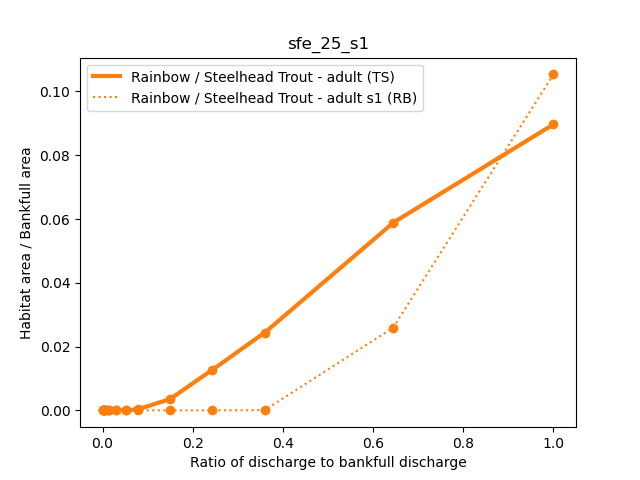 sfe_25_s1
Rainbow / Steelhead Trout - adult (TS)
Rainbow / Steelhead Trout - adult s1 (RB)
Habitat area / Bankfull area
0.10
0.08
0.06
0.04
0.02
0.00
0.0 0.2 0.4 0.6 0.8 1.0
Ratio of discharge to bankfull discharge